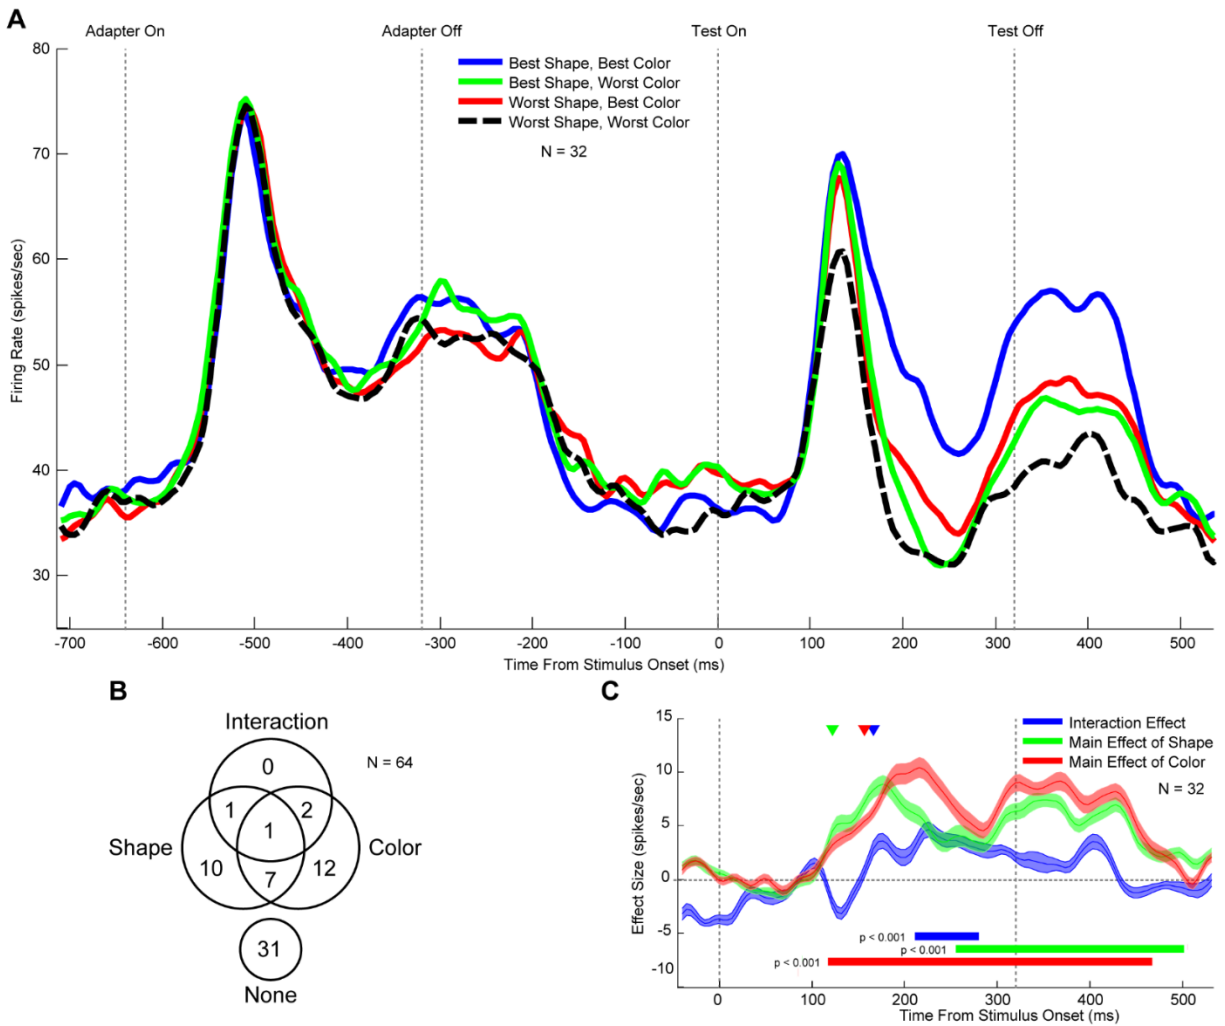 A
Adapter On Adapter Off Test On Test Off
80
70
60
50
40
30
Firing Rate (spikes/sec)
Best Shape, Best Color
Best Shape, Worst Color
Worst Shape, Best Color
Worst Shape, Worst Color
N = 32
-700 -600 -500 -400 -300 -200 -100 0 100 200 300 400 500
Time From Stimulus Onset (ms)
B
Interaction
N = 64
0
1 2
1
Shape
Color
10 12
7
31
None
C
15
10
5
0
-5
-10
Effect Size (spikes/sec)
Interaction Effect
Main Effect of Shape
Main Effect of Color
N = 32
p < 0.001
p < 0.001
p < 0.001
0 100 200 300 400 500
Time From Stimulus Onset (ms)